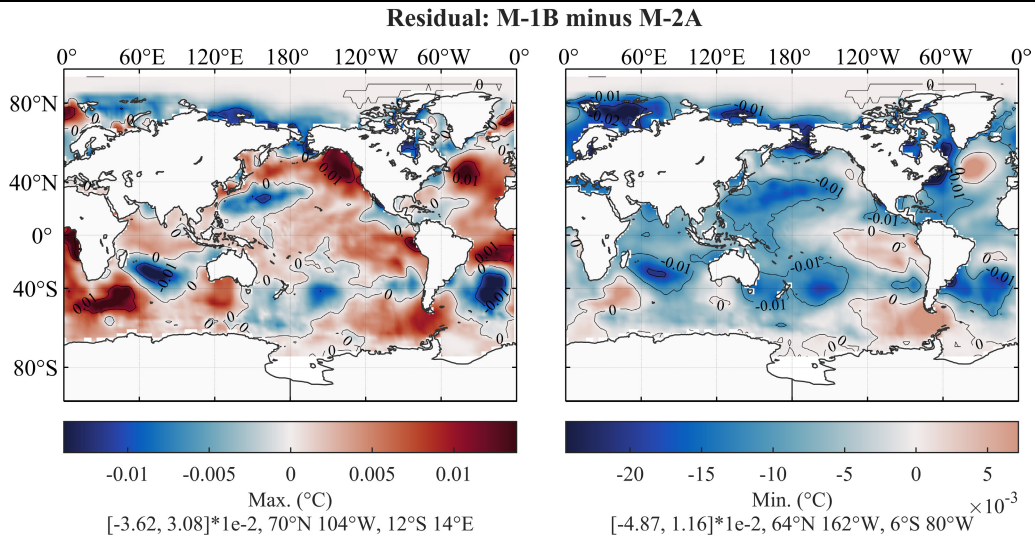 Residual: M-1B minus M-2A
0° 60°E 120°E 180° 120°W 60°W 0°
0° 60°E 120°E 180° 120°W 60°W 0°
80°N
40°N
0°
40°S
80°S
-0.01 -0.005 0 0.005 0.01
-20 -15 -10 -5 0 5
Max. (°C)
Min. (°C)
×10⁻³
[-3.62, 3.08]*1e-2, 70°N 104°W, 12°S 14°E
[-4.87, 1.16]*1e-2, 64°N 162°W, 6°S 80°W